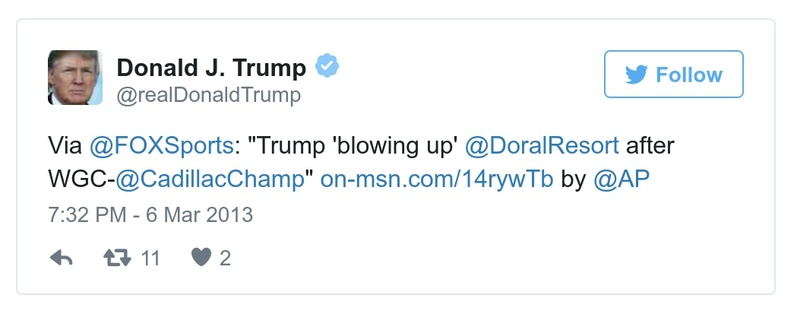 Donald J. Trump
@realDonaldTrump
Follow
Via @FOXSports: "Trump 'blowing up' @DoralResort after
WGC-@CadillacChamp" on-msn.com/14rywTb by @AP
7:32 PM - 6 Mar 2013
11 2